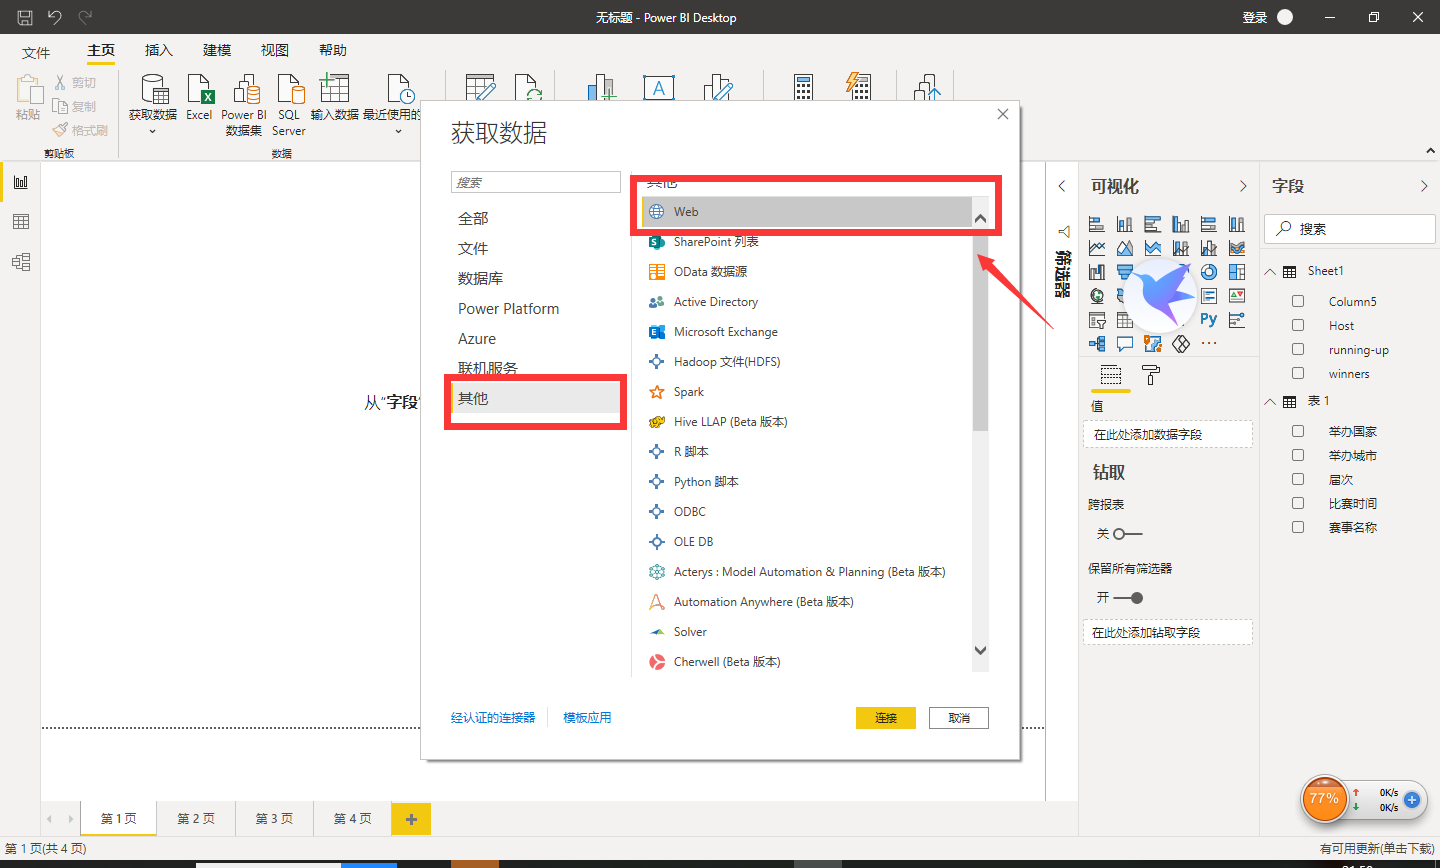 无标题 - Power BI Desktop
登录
文件
主页
插入
建模
视图
帮助
粘贴
剪切
复制
格式刷
剪贴板
获取数据
Excel
Power BI
数据集
SQL
Server
输入数据
最近使用的
数据
获取数据
搜索
全部
文件
数据库
Power Platform
Azure
联机服务
其他
其他
Web
SharePoint 列表
OData 数据源
Active Directory
Microsoft Exchange
Hadoop 文件(HDFS)
Spark
Hive LLAP (Beta 版本)
R 脚本
Python 脚本
ODBC
OLE DB
Acterys : Model Automation & Planning (Beta 版本)
Automation Anywhere (Beta 版本)
Solver
Cherwell (Beta 版本)
经认证的连接器
模板应用
连接
取消
从“字段”
筛选器
可视化
Py
值
在此处添加数据字段
钻取
跨报表
关
保留所有筛选器
开
在此处添加钻取字段
字段
搜索
Sheet1
Column5
Host
running-up
winners
表 1
举办国家
举办城市
届次
比赛时间
赛事名称
77%
0K/s
0K/s
第 1 页
第 2 页
第 3 页
第 4 页
第 1 页(共 4 页)
有可用更新(单击下载)